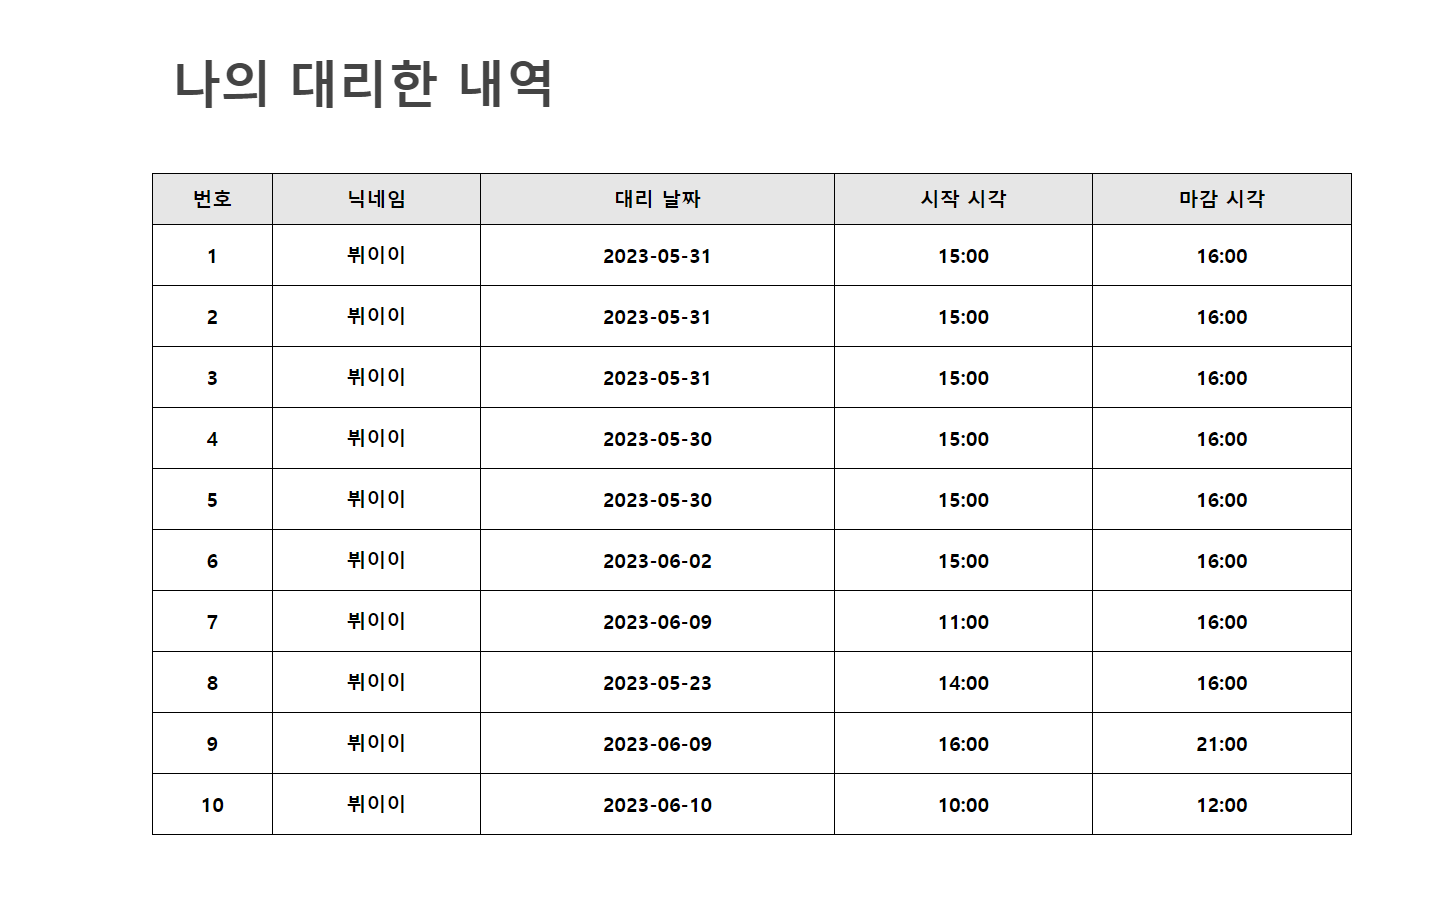 나의 대리한 내역
번호 닉네임 대리 날짜 시작 시각 마감 시각
1 뷔이이 2023-05-31 15:00 16:00
2 뷔이이 2023-05-31 15:00 16:00
3 뷔이이 2023-05-31 15:00 16:00
4 뷔이이 2023-05-30 15:00 16:00
5 뷔이이 2023-05-30 15:00 16:00
6 뷔이이 2023-06-02 15:00 16:00
7 뷔이이 2023-06-09 11:00 16:00
8 뷔이이 2023-05-23 14:00 16:00
9 뷔이이 2023-06-09 16:00 21:00
10 뷔이이 2023-06-10 10:00 12:00